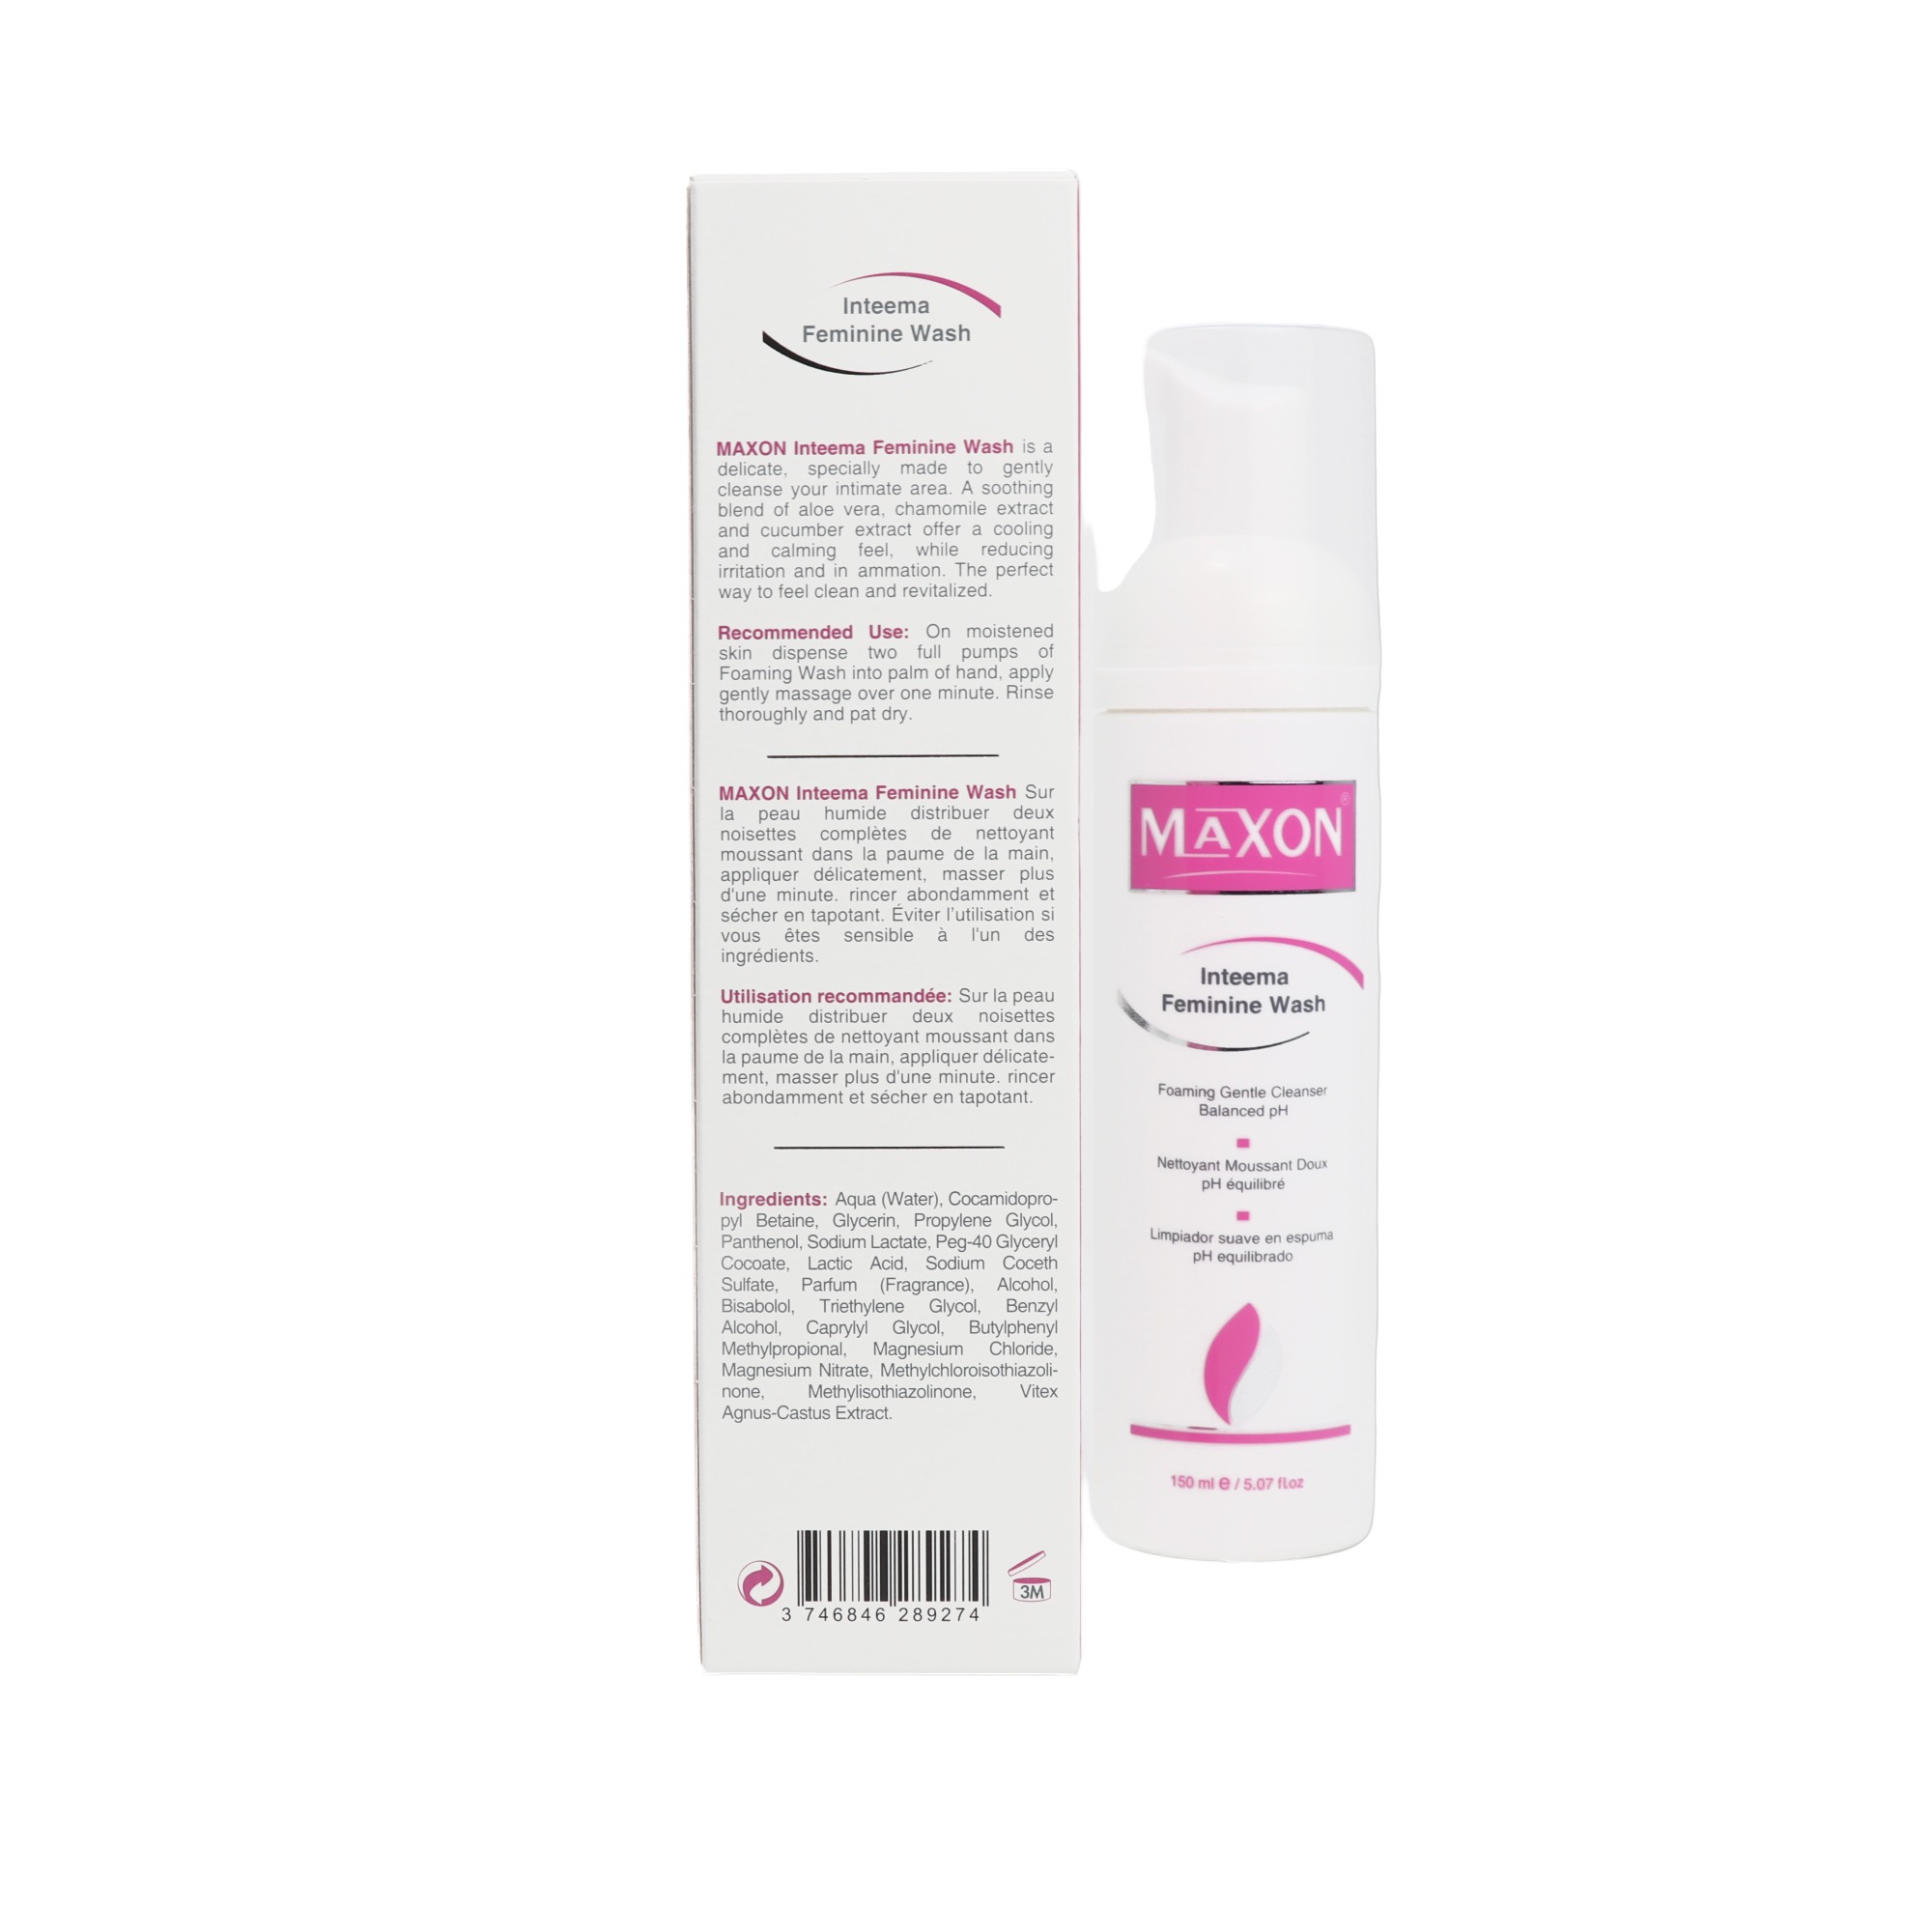 Inteema
Feminine Wash
MAXON Inteema Feminine Wash is a
delicate, specially made to gently
cleanse your intimate area. A soothing
blend of aloe vera, chamomile extract
and cucumber extract offer a cooling
and calming feel, while reducing
irritation and in ammation. The perfect
way to feel clean and revitalized.
Recommended Use: On moistened
skin dispense two full pumps of
Foaming Wash into palm of hand, apply
gently massage over one minute. Rinse
thoroughly and pat dry.
MAXON Inteema Feminine Wash Sur
la peau humide distribuer deux
noisettes complètes de nettoyant
moussant dans la paume de la main,
appliquer délicatement, masser plus
d'une minute. rincer abondamment et
sécher en tapotant. Éviter l'utilisation si
vous êtes sensible à l'un des
ingrédients.
Utilisation recommandée: Sur la peau
humide distribuer deux noisettes
complètes de nettoyant moussant dans
la paume de la main, appliquer délicate-
ment, masser plus d'une minute. rincer
abondamment et sécher en tapotant.
Ingredients: Aqua (Water), Cocamidopro-
pyl Betaine, Glycerin, Propylene Glycol,
Panthenol, Sodium Lactate, Peg-40 Glyceryl
Cocoate, Lactic Acid, Sodium Coceth
Sulfate, Parfum (Fragrance), Alcohol,
Bisabolol, Triethylene Glycol, Benzyl
Alcohol, Caprylyl Glycol, Butylphenyl
Methylpropional, Magnesium Chloride,
Magnesium Nitrate, Methylchloroisothiazoli-
none, Methylisothiazolinone, Vitex
Agnus-Castus Extract.
3 746846 289274
3M
MAXON®
Inteema
Feminine Wash
Foaming Gentle Cleanser
Balanced pH
Nettoyant Moussant Doux
pH équilibré
Limpiador suave en espuma
pH equilibrado
150 ml e / 5.07 fl.oz